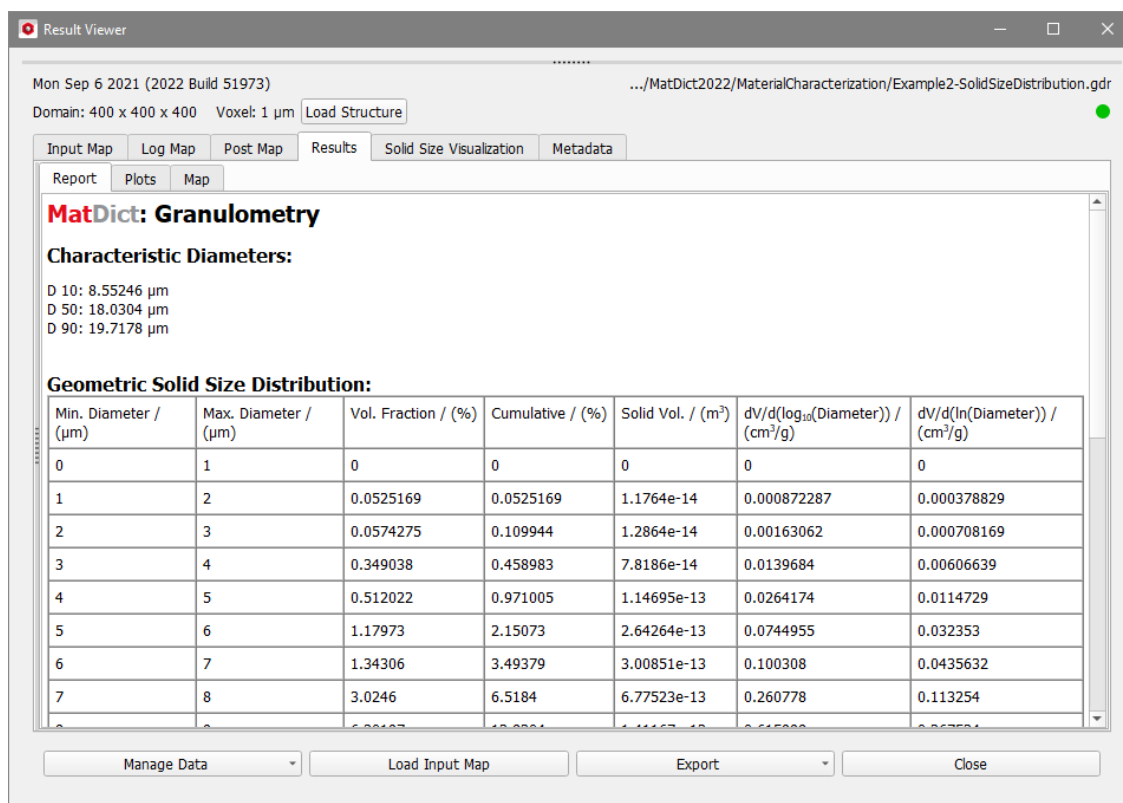 Result Viewer
Mon Sep 6 2021 (2022 Build 51973) .../MatDict2022/MaterialCharacterization/Example2-SolidSizeDistribution.gdr
Domain: 400 x 400 x 400 Voxel: 1 µm Load Structure
Input Map Log Map Post Map Results Solid Size Visualization Metadata
Report Plots Map
MatDict: Granulometry
Characteristic Diameters:
D 10: 8.55246 µm
D 50: 18.0304 µm
D 90: 19.7178 µm
Geometric Solid Size Distribution:
Min. Diameter / (µm) Max. Diameter / (µm) Vol. Fraction / (%) Cumulative / (%) Solid Vol. / (m³) dV/d(log₁₀(Diameter)) / (cm³/g) dV/d(ln(Diameter)) / (cm³/g)
0 1 0 0 0 0 0
1 2 0.0525169 0.0525169 1.1764e-14 0.000872287 0.000378829
2 3 0.0574275 0.109944 1.2864e-14 0.00163062 0.000708169
3 4 0.349038 0.458983 7.8186e-14 0.0139684 0.00606639
4 5 0.512022 0.971005 1.14695e-13 0.0264174 0.0114729
5 6 1.17973 2.15073 2.64264e-13 0.0744955 0.032353
6 7 1.34306 3.49379 3.00851e-13 0.100308 0.0435632
7 8 3.0246 6.5184 6.77523e-13 0.260778 0.113254
Manage Data Load Input Map Export Close